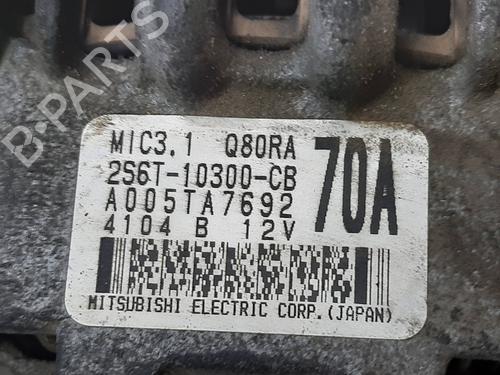 B-PARTS
MIC3.1 Q80RA
70A
2S6T-10300-CB
A005TA7692
4104 B 12V
MITSUBISHI ELECTRIC CORP.(JAPAN)